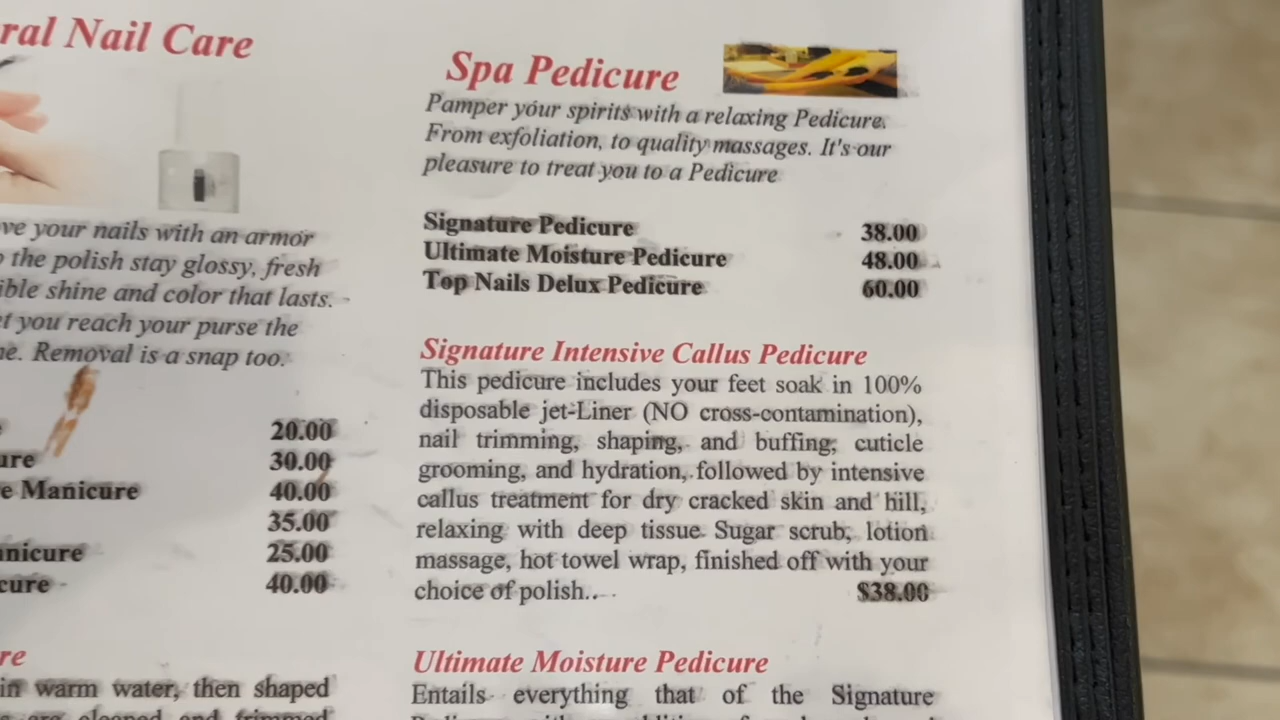 ral Nail Care
ve your nails with an armor
the polish stay glossy, fresh
ible shine and color that lasts.
t you reach your purse the
ne. Removal is a snap too.
20.00
ure 30.00
e Manicure 40.00
35.00
anicure 25.00
cure 40.00
re
in warm water, then shaped
are cleaned and trimmed
Spa Pedicure
Pamper your spirits with a relaxing Pedicure.
From exfoliation, to quality massages. It's our
pleasure to treat you to a Pedicure
Signature Pedicure 38.00
Ultimate Moisture Pedicure 48.00
Top Nails Delux Pedicure 60.00
Signature Intensive Callus Pedicure
This pedicure includes your feet soak in 100%
disposable jet-Liner (NO cross-contamination),
nail trimming, shaping, and buffing, cuticle
grooming, and hydration, followed by intensive
callus treatment for dry cracked skin and hill,
relaxing with deep tissue Sugar scrub, lotion
massage, hot towel wrap, finished off with your
choice of polish.. $38.00
Ultimate Moisture Pedicure
Entails everything that of the Signature